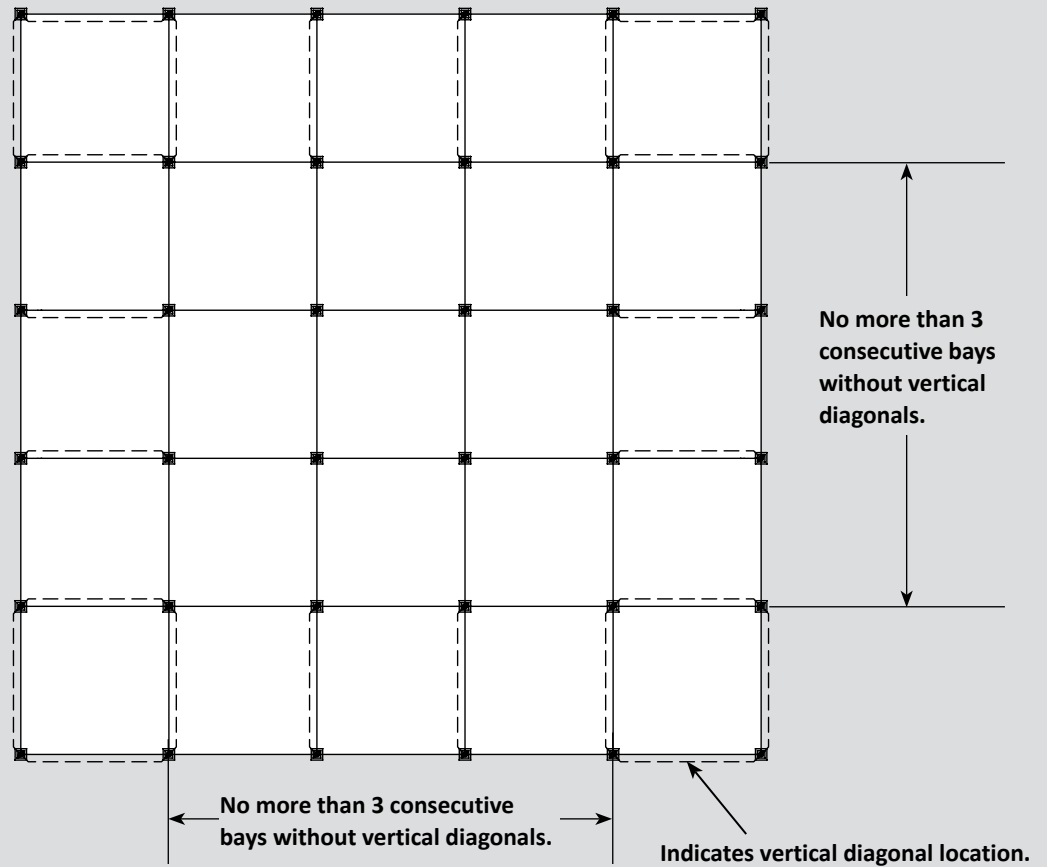 No more than 3
consecutive bays
without vertical
diagonals.
No more than 3 consecutive
bays without vertical diagonals.
Indicates vertical diagonal location.